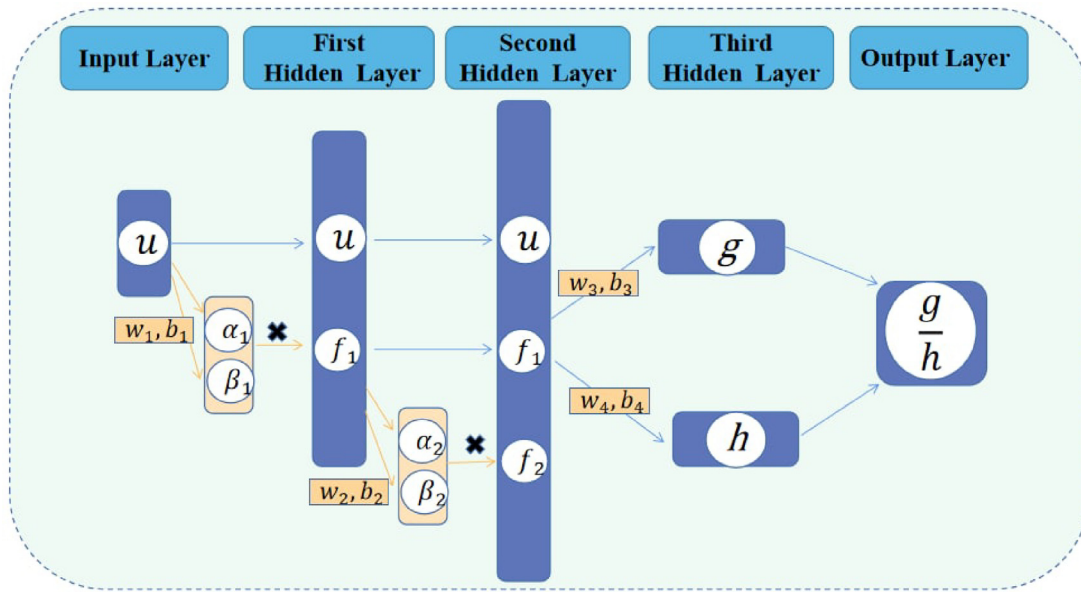 Input Layer
First
Hidden Layer
Second
Hidden Layer
Third
Hidden Layer
Output Layer
u
u
u
g
w₃, b₃
g
h
w₁, b₁
α₁
✖
f₁
f₁
β₁
w₄, b₄
α₂
✖
h
f₂
w₂, b₂
β₂